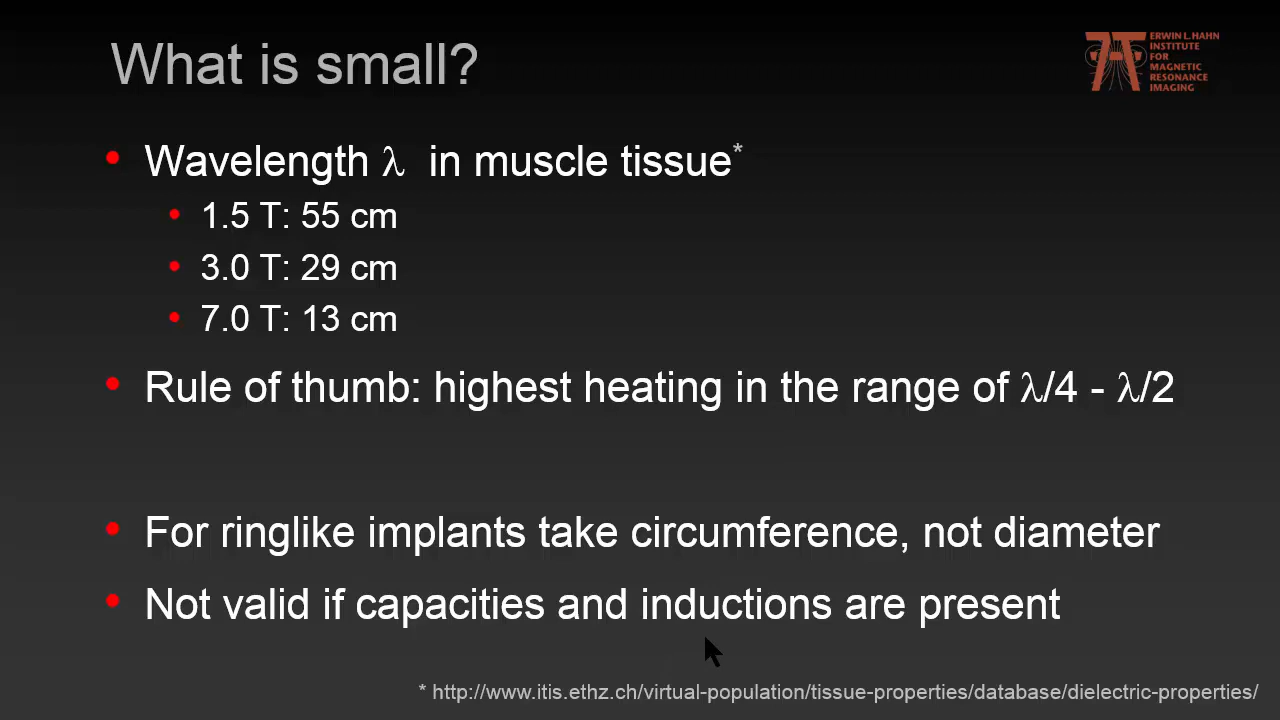 What is small?
ERWIN L. HAHN
INSTITUTE
FOR
MAGNETIC
RESONANCE
IMAGING
• Wavelength λ in muscle tissue*
• 1.5 T: 55 cm
• 3.0 T: 29 cm
• 7.0 T: 13 cm
• Rule of thumb: highest heating in the range of λ/4 - λ/2
• For ringlike implants take circumference, not diameter
• Not valid if capacities and inductions are present
* http://www.itis.ethz.ch/virtual-population/tissue-properties/database/dielectric-properties/